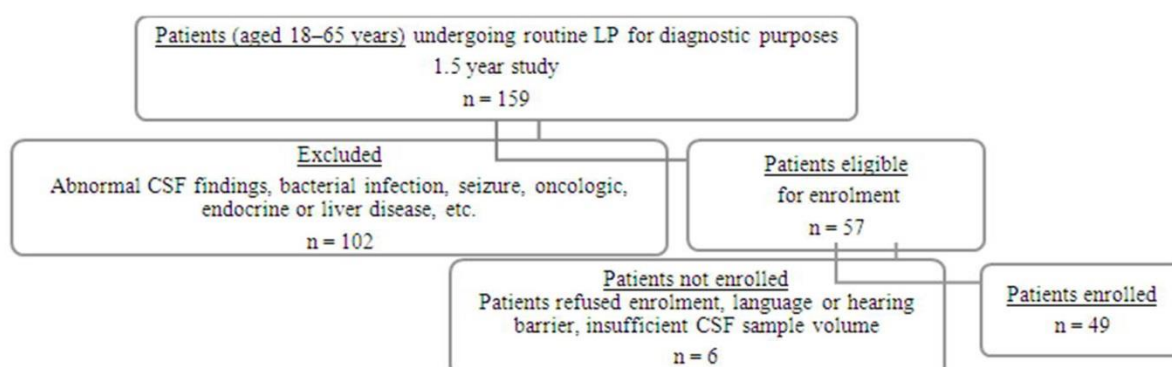 Patients (aged 18–65 years) undergoing routine LP for diagnostic purposes
1.5 year study
n = 159
Excluded
Abnormal CSF findings, bacterial infection, seizure, oncologic,
endocrine or liver disease, etc.
n = 102
Patients eligible
for enrolment
n = 57
Patients not enrolled
Patients refused enrolment, language or hearing
barrier, insufficient CSF sample volume
n = 6
Patients enrolled
n = 49